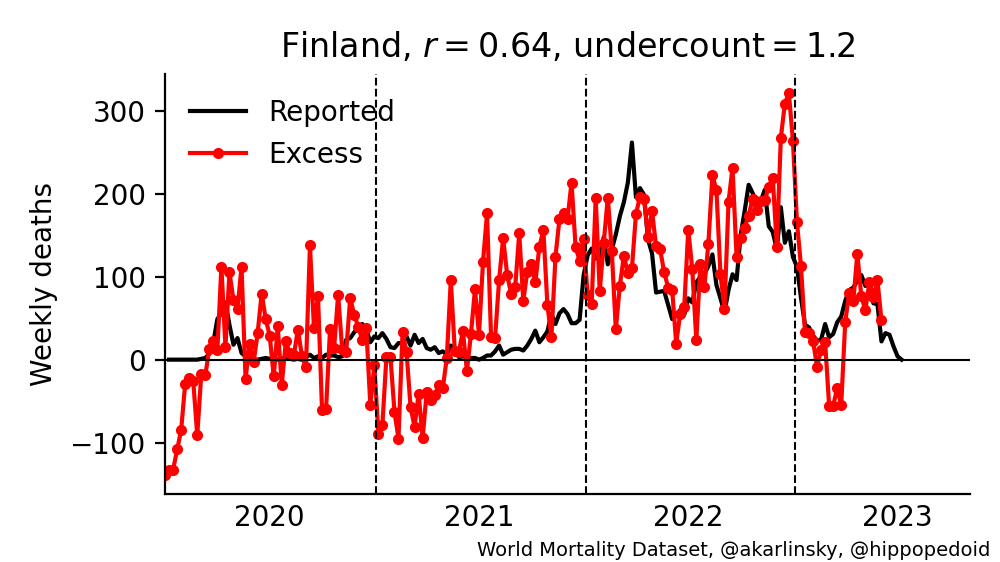 Finland, r = 0.64, undercount = 1.2
Reported
Excess
Weekly deaths
300
200
100
0
−100
2020 2021 2022 2023
World Mortality Dataset, @akarlinsky, @hippopedoid